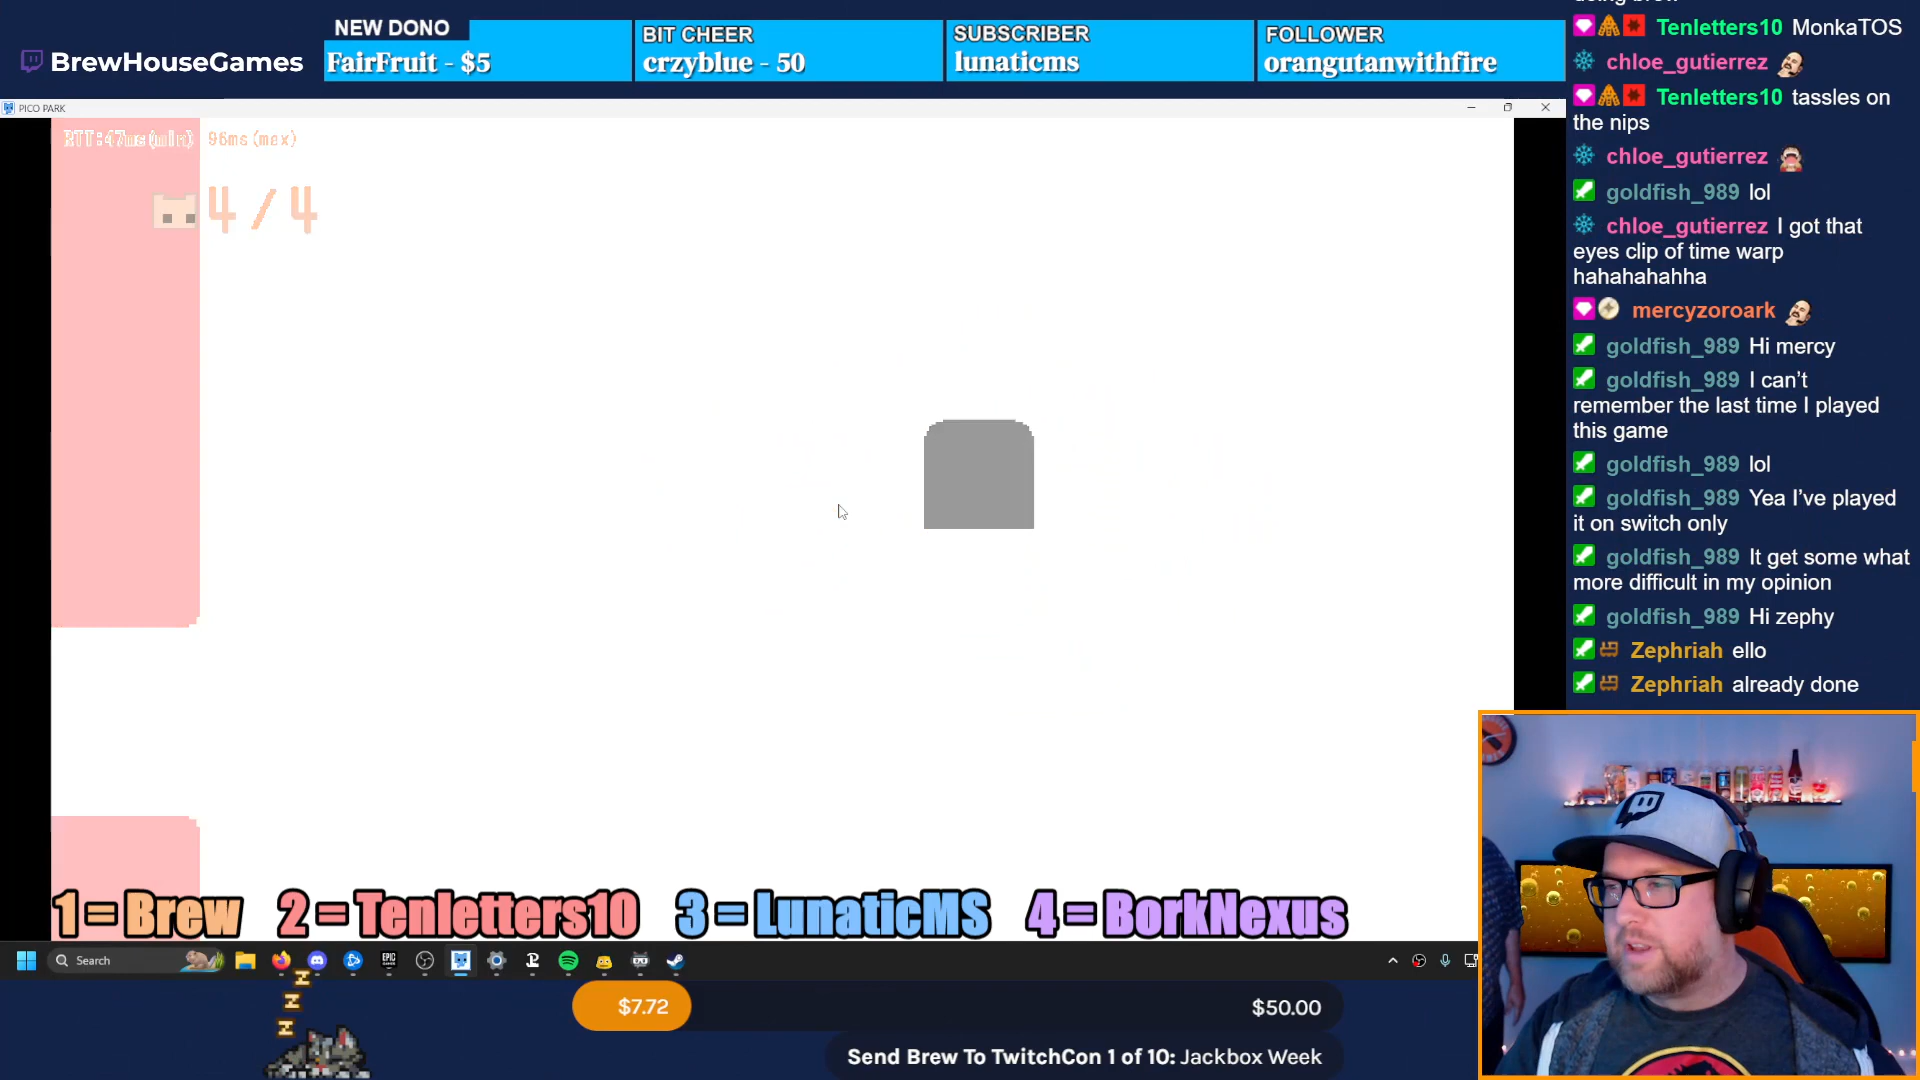 BrewHouseGames
NEW DONO
FairFruit - $5
BIT CHEER
crzyblue - 50
SUBSCRIBER
lunaticms
FOLLOWER
orangutanwithfire
PICO PARK
RTT:47ms(min) 96ms(max)
4/4
Tenletters10 MonkaTOS
chloe_gutierrez
Tenletters10 tassles on
the nips
chloe_gutierrez
goldfish_989 lol
chloe_gutierrez I got that
eyes clip of time warp
hahahahahha
mercyzoroark
goldfish_989 Hi mercy
goldfish_989 I can't
remember the last time I played
this game
goldfish_989 lol
goldfish_989 Yea I've played
it on switch only
goldfish_989 It get some what
more difficult in my opinion
goldfish_989 Hi zephy
Zephriah ello
Zephriah already done
1 = Brew 2 = Tenletters10 3 = LunaticMS 4 = BorkNexus
Search
EPIC
Z
Z
Z
$7.72
$50.00
Send Brew To TwitchCon 1 of 10: Jackbox Week